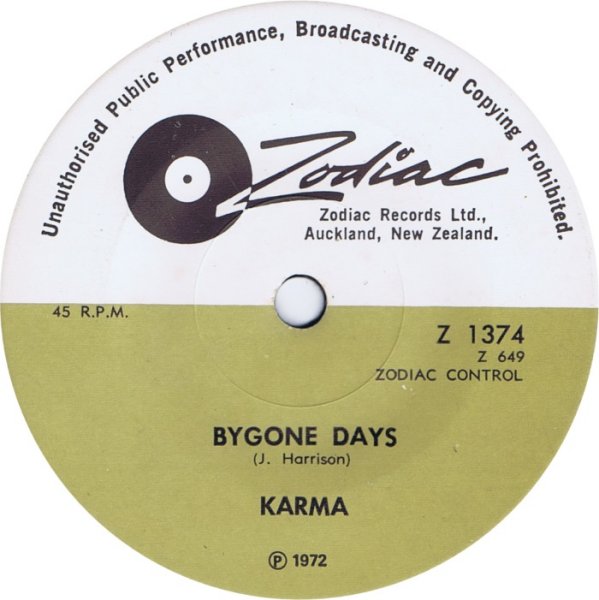 Unauthorised Public Performance, Broadcasting and Copying Prohibited.
Zodiac
Zodiac Records Ltd.,
Auckland, New Zealand.
45 R.P.M.
Z 1374
Z 649
ZODIAC CONTROL
BYGONE DAYS
(J. Harrison)
KARMA
Ⓟ 1972